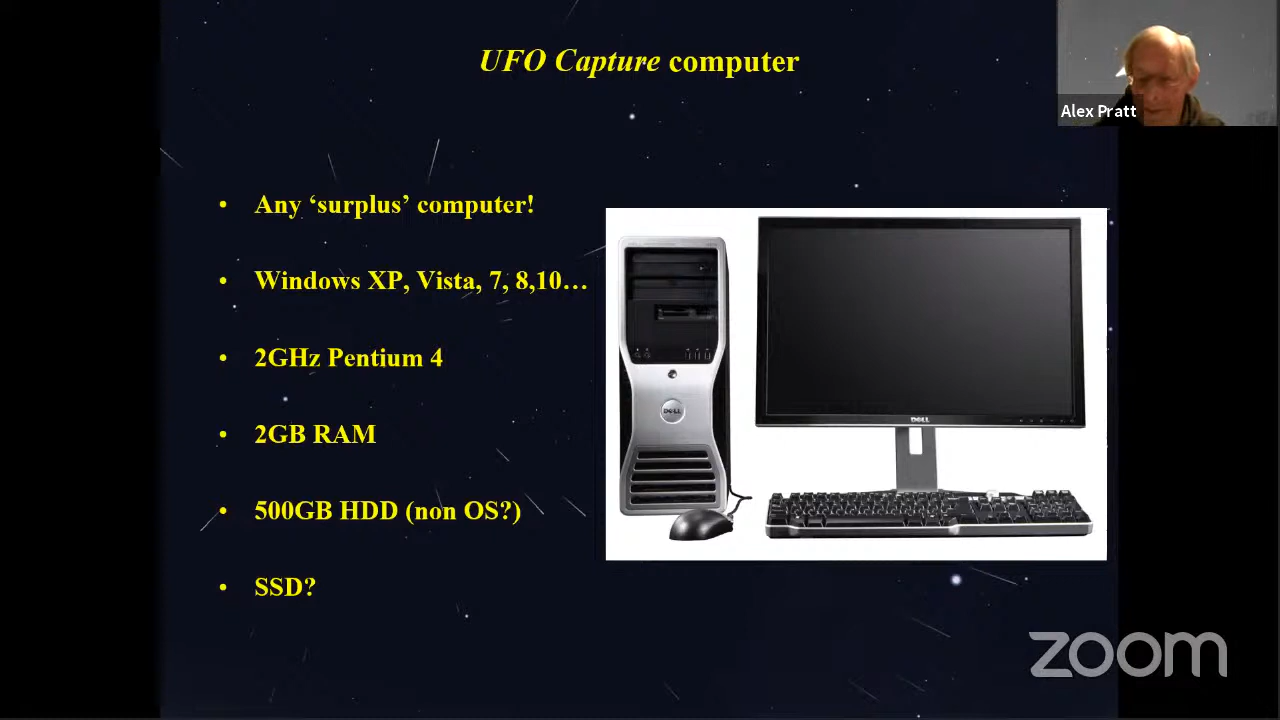 UFO Capture computer
Alex Pratt
• Any ‘surplus’ computer!
• Windows XP, Vista, 7, 8,10…
• 2GHz Pentium 4
• 2GB RAM
• 500GB HDD (non OS?)
• SSD?
DELL
DELL
zoom